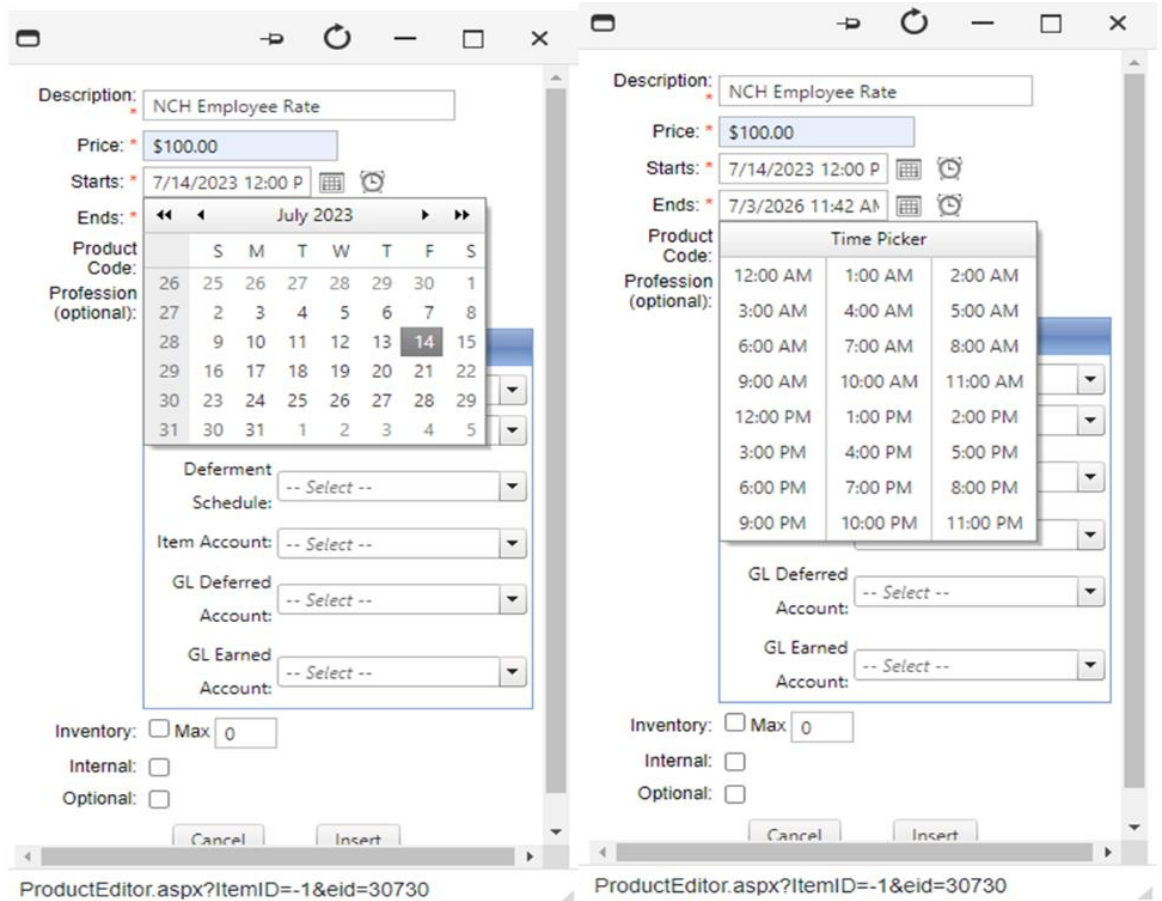 Description:
* NCH Employee Rate
Price: * $100.00
Starts: * 7/14/2023 12:00 P
Ends: *
July 2023
S M T W T F S
26 25 26 27 28 29 30 1
27 2 3 4 5 6 7 8
28 9 10 11 12 13 14 15
29 16 17 18 19 20 21 22
30 23 24 25 26 27 28 29
31 30 31 1 2 3 4 5
Product
Code:
Profession
(optional):
Deferment
Schedule: -- Select --
Item Account: -- Select --
GL Deferred
Account: -- Select --
GL Earned
Account: -- Select --
Inventory: Max 0
Internal:
Optional:
Cancel Insert
ProductEditor.aspx?ItemID=-1&eid=30730
Description:
* NCH Employee Rate
Price: * $100.00
Starts: * 7/14/2023 12:00 P
Ends: * 7/3/2026 11:42 AM
Product
Code:
Profession
(optional):
Time Picker
12:00 AM 1:00 AM 2:00 AM
3:00 AM 4:00 AM 5:00 AM
6:00 AM 7:00 AM 8:00 AM
9:00 AM 10:00 AM 11:00 AM
12:00 PM 1:00 PM 2:00 PM
3:00 PM 4:00 PM 5:00 PM
6:00 PM 7:00 PM 8:00 PM
9:00 PM 10:00 PM 11:00 PM
GL Deferred
Account: -- Select --
GL Earned
Account: -- Select --
Inventory: Max 0
Internal:
Optional:
Cancel Insert
ProductEditor.aspx?ItemID=-1&eid=30730